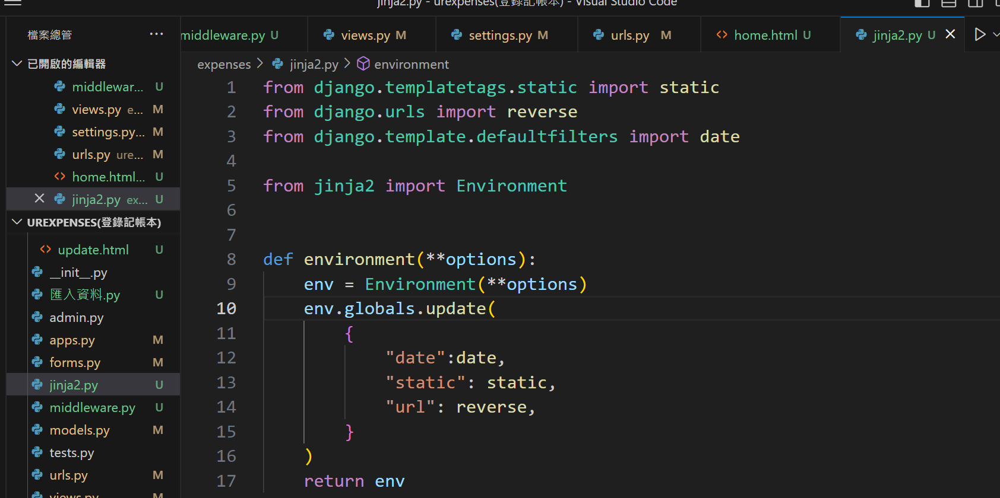 jinja2.py - urexpenses(登錄記帳本) - Visual Studio Code
檔案總管 ...
middleware.py U views.py M settings.py M urls.py M home.html U jinja2.py U
已開啟的編輯器
middlewar... U
views.py e... M
settings.py... M
urls.py ure... M
home.html... U
jinja2.py ex... U
UREXPENSES(登錄記帳本)
update.html U
__init__.py
匯入資料.py U
admin.py
apps.py M
forms.py M
jinja2.py U
middleware.py U
models.py M
tests.py
urls.py M
views.py M
expenses > jinja2.py > environment
1 from django.templatetags.static import static
2 from django.urls import reverse
3 from django.template.defaultfilters import date
4
5 from jinja2 import Environment
6
7
8 def environment(**options):
9 env = Environment(**options)
10 env.globals.update(
11 {
12 "date":date,
13 "static": static,
14 "url": reverse,
15 }
16 )
17 return env